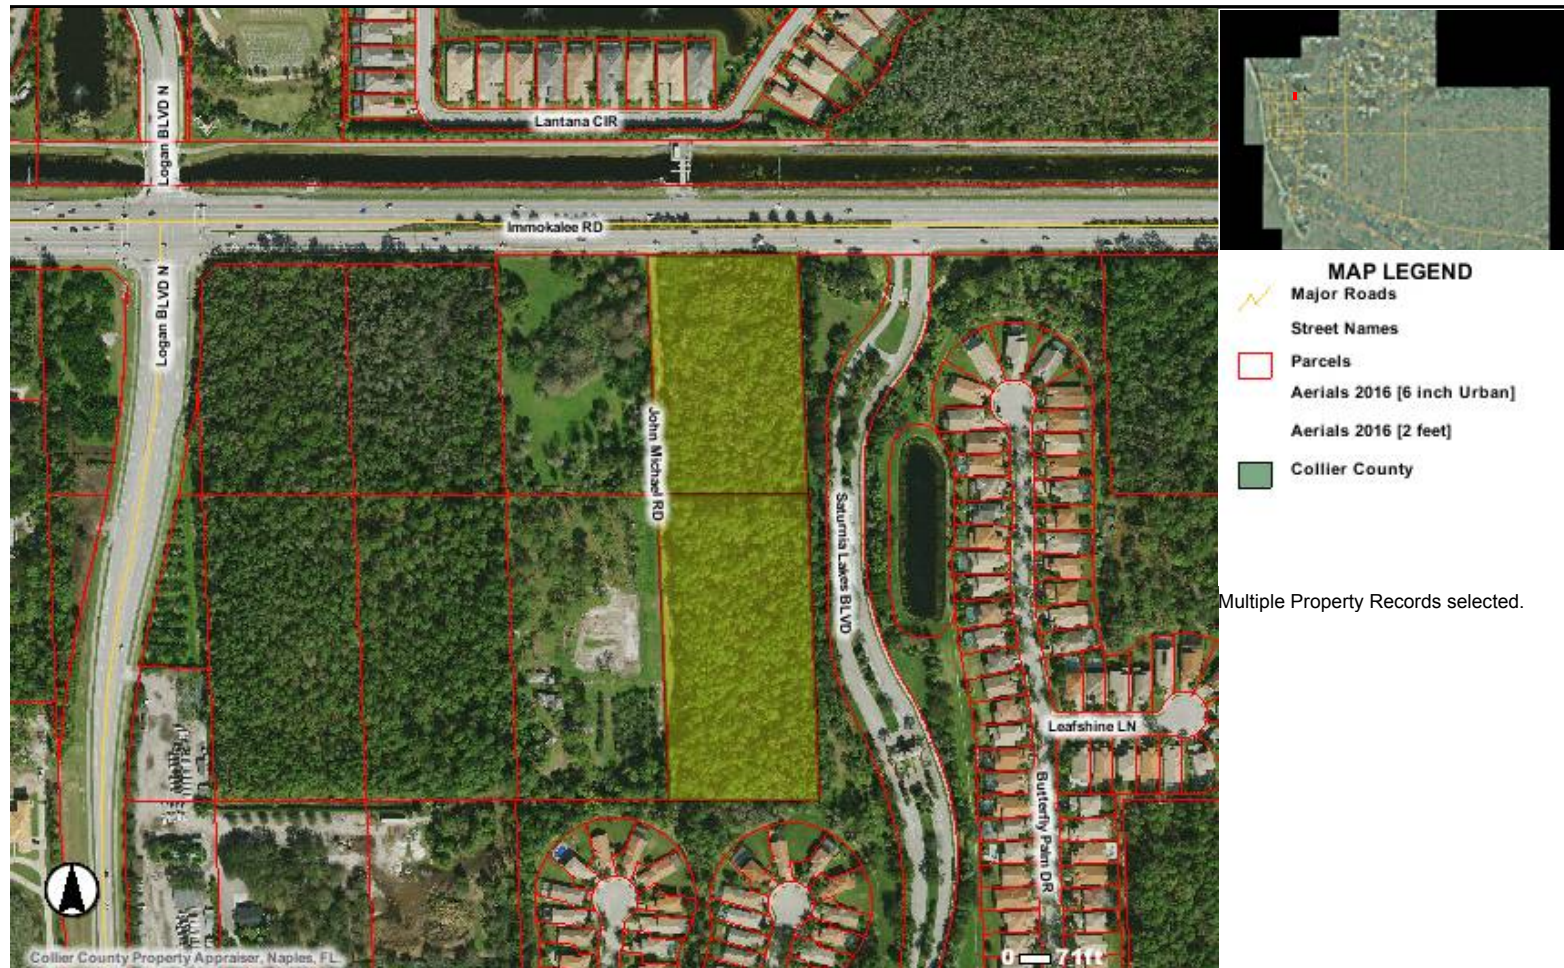 Logan BLVD N
Lantana CIR
Immokalee RD
Logan BLVD N
John Michael RD
Saturnia Lakes BLVD
Leafshine LN
Butterfly Palm DR
0 71ft
Collier County Property Appraiser, Naples, FL
MAP LEGEND
Major Roads
Street Names
Parcels
Aerials 2016 [6 inch Urban]
Aerials 2016 [2 feet]
Collier County
Multiple Property Records selected.